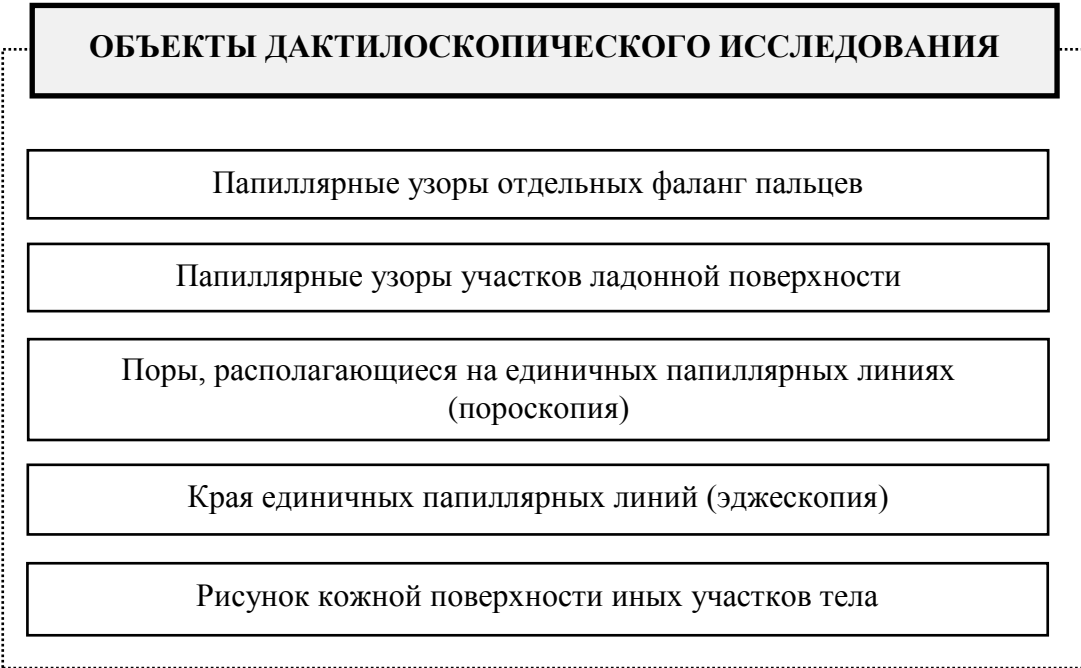 ОБЪЕКТЫ ДАКТИЛОСКОПИЧЕСКОГО ИССЛЕДОВАНИЯ
Папиллярные узоры отдельных фаланг пальцев
Папиллярные узоры участков ладонной поверхности
Поры, располагающиеся на единичных папиллярных линиях
(пороскопия)
Края единичных папиллярных линий (эджескопия)
Рисунок кожной поверхности иных участков тела